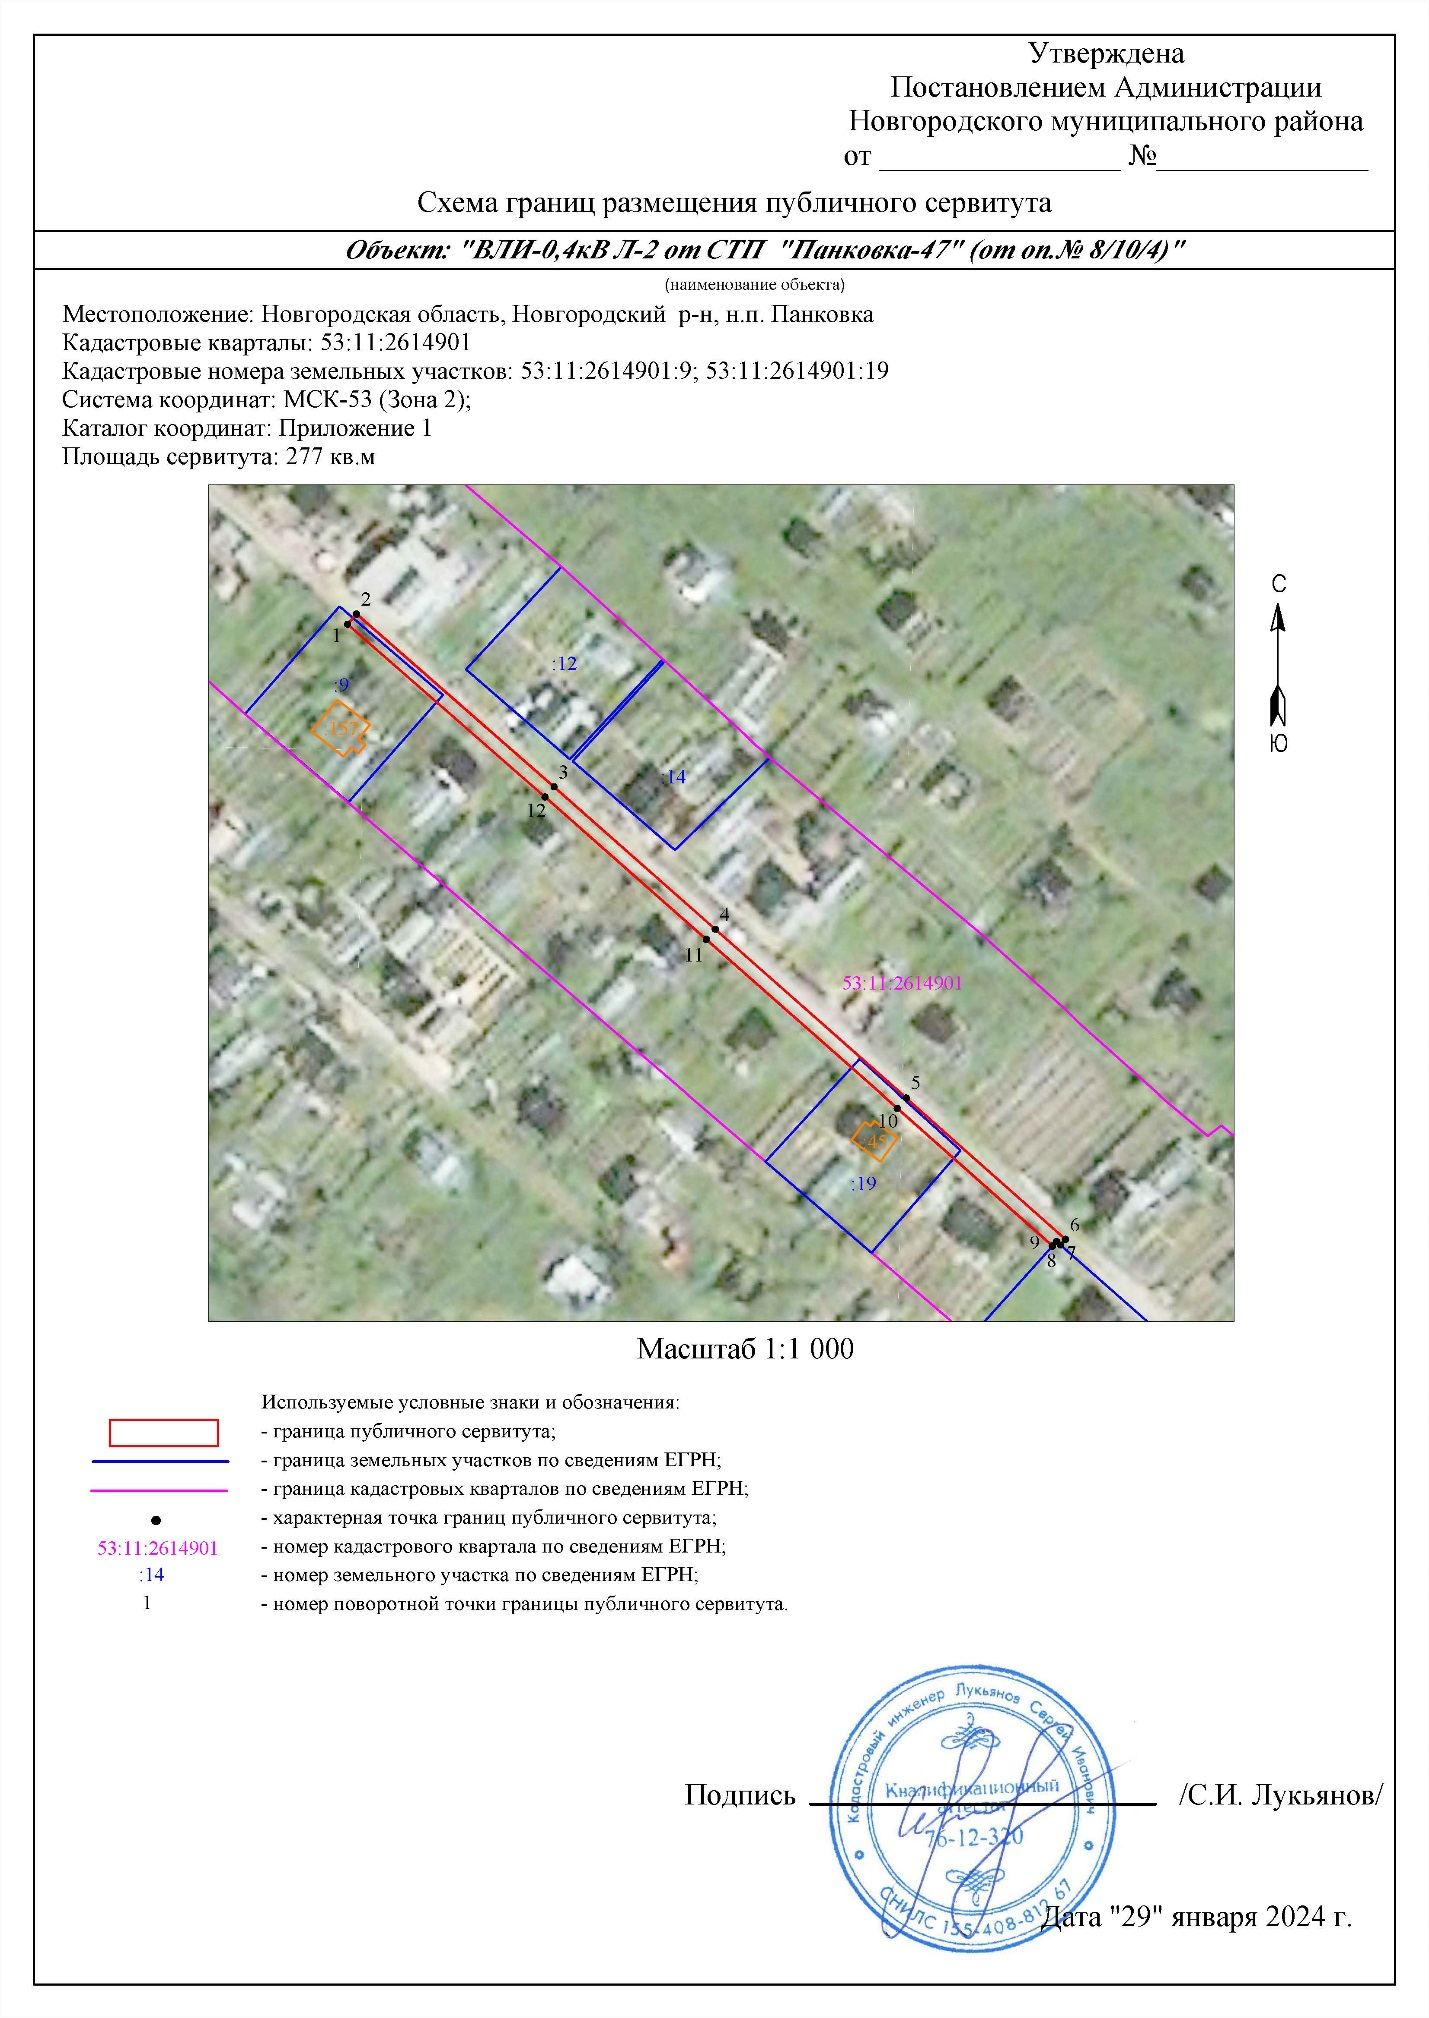 Утверждена
Постановлением Администрации
Новгородского муниципального района
от _________________ №_______________
Схема границ размещения публичного сервитута
Объект: "ВЛИ-0,4кВ Л-2 от СТП "Панковка-47" (от оп.№ 8/10/4)"
(наименование объекта)
Местоположение: Новгородская область, Новгородский р-н, н.п. Панковка
Кадастровые кварталы: 53:11:2614901
Кадастровые номера земельных участков: 53:11:2614901:9; 53:11:2614901:19
Система координат: МСК-53 (Зона 2);
Каталог координат: Приложение 1
Площадь сервитута: 277 кв.м
С
Ю
2
1
:12
:9
:157
3
:14
12
4
11
53:11:2614901
5
10
:45
:19
6
9
7
8
Масштаб 1:1 000
Используемые условные знаки и обозначения:
- граница публичного сервитута;
- граница земельных участков по сведениям ЕГРН;
- граница кадастровых кварталов по сведениям ЕГРН;
- характерная точка границ публичного сервитута;
53:11:2614901 - номер кадастрового квартала по сведениям ЕГРН;
:14 - номер земельного участка по сведениям ЕГРН;
1 - номер поворотной точки границы публичного сервитута.
Кадастровый инженер Лукьянов Сергей Иванович
Квалификационный
аттестат
76-12-320
СНИЛС 155-408-812 67
Подпись /С.И. Лукьянов/
Дата "29" января 2024 г.